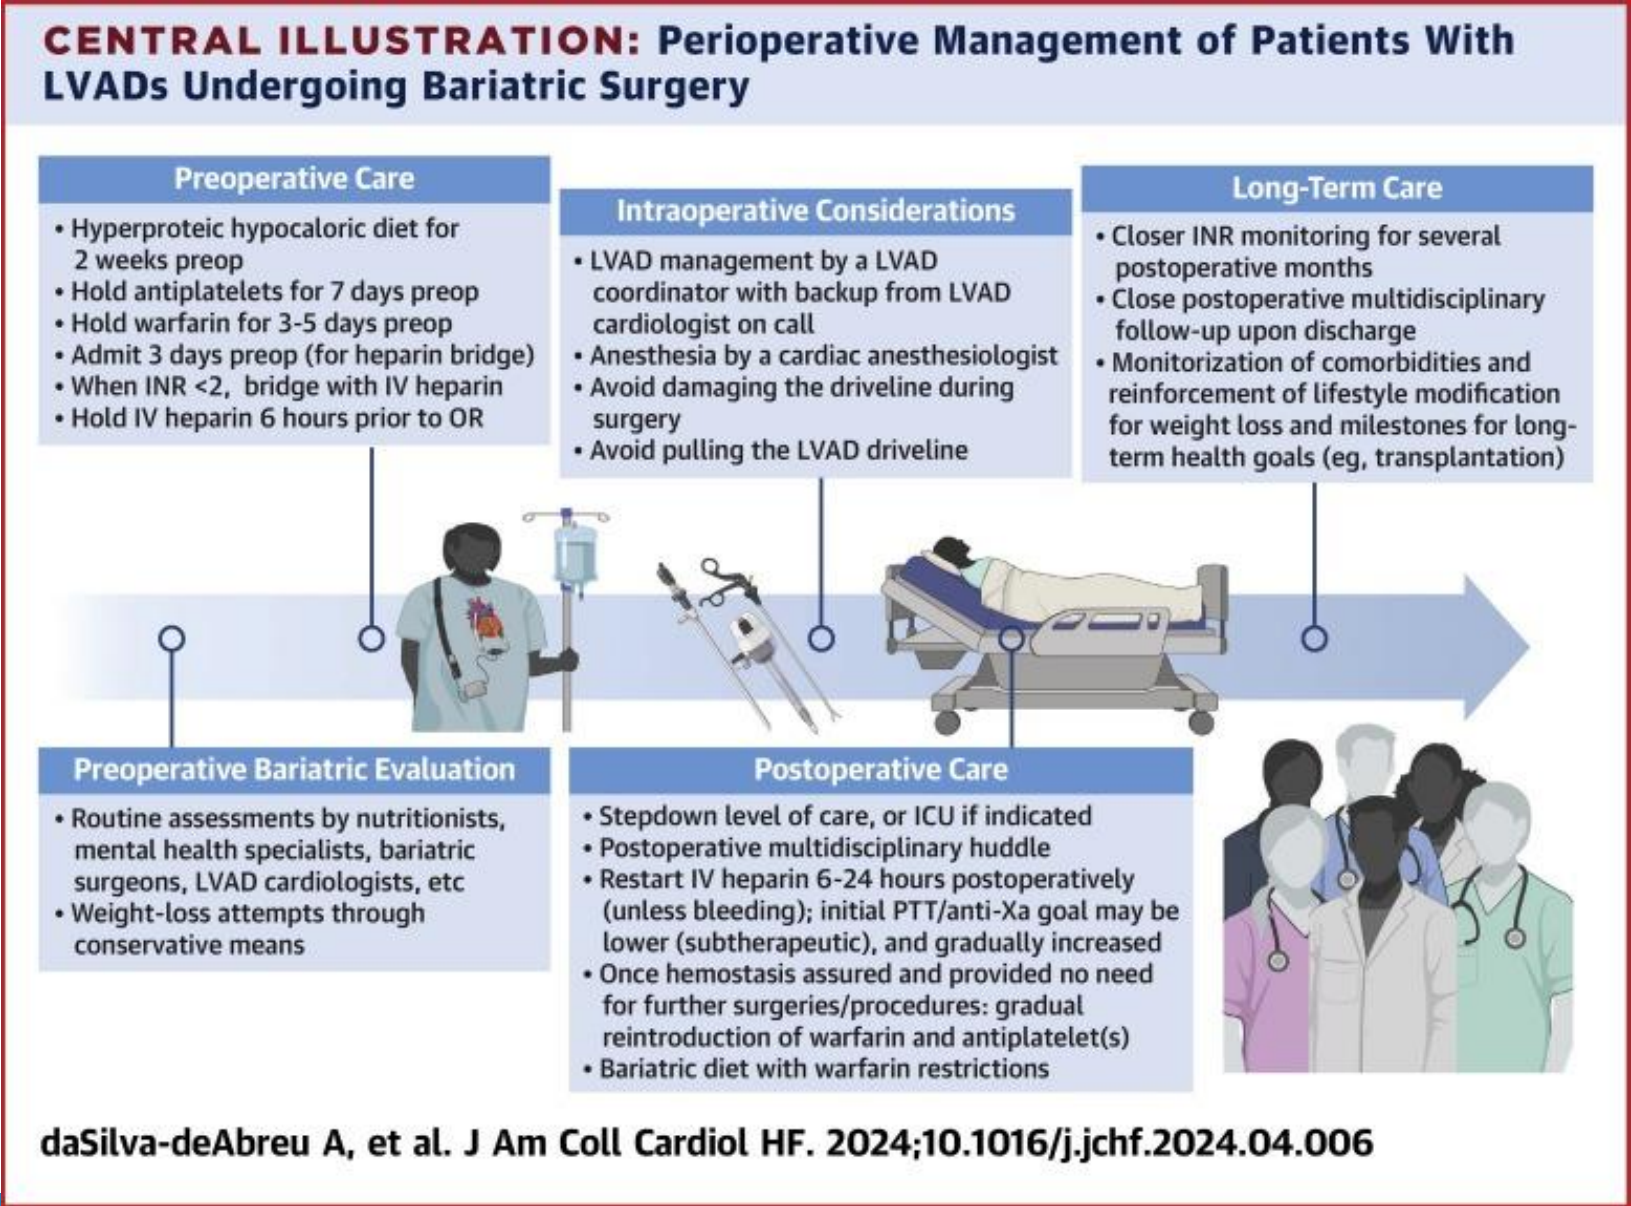 CENTRAL ILLUSTRATION: Perioperative Management of Patients With
LVADs Undergoing Bariatric Surgery
Preoperative Care
• Hyperproteic hypocaloric diet for
2 weeks preop
• Hold antiplatelets for 7 days preop
• Hold warfarin for 3-5 days preop
• Admit 3 days preop (for heparin bridge)
• When INR <2, bridge with IV heparin
• Hold IV heparin 6 hours prior to OR
Intraoperative Considerations
• LVAD management by a LVAD
coordinator with backup from LVAD
cardiologist on call
• Anesthesia by a cardiac anesthesiologist
• Avoid damaging the driveline during
surgery
• Avoid pulling the LVAD driveline
Long-Term Care
• Closer INR monitoring for several
postoperative months
• Close postoperative multidisciplinary
follow-up upon discharge
• Monitorization of comorbidities and
reinforcement of lifestyle modification
for weight loss and milestones for long-
term health goals (eg, transplantation)
Preoperative Bariatric Evaluation
• Routine assessments by nutritionists,
mental health specialists, bariatric
surgeons, LVAD cardiologists, etc
• Weight-loss attempts through
conservative means
Postoperative Care
• Stepdown level of care, or ICU if indicated
• Postoperative multidisciplinary huddle
• Restart IV heparin 6-24 hours postoperatively
(unless bleeding); initial PTT/anti-Xa goal may be
lower (subtherapeutic), and gradually increased
• Once hemostasis assured and provided no need
for further surgeries/procedures: gradual
reintroduction of warfarin and antiplatelet(s)
• Bariatric diet with warfarin restrictions
daSilva-deAbreu A, et al. J Am Coll Cardiol HF. 2024;10.1016/j.jchf.2024.04.006